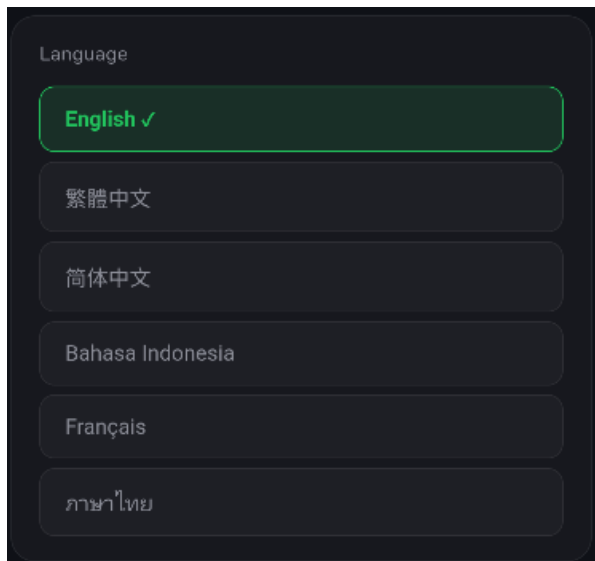 Language
English ✓
繁體中文
简体中文
Bahasa Indonesia
Français
ภาษาไทย